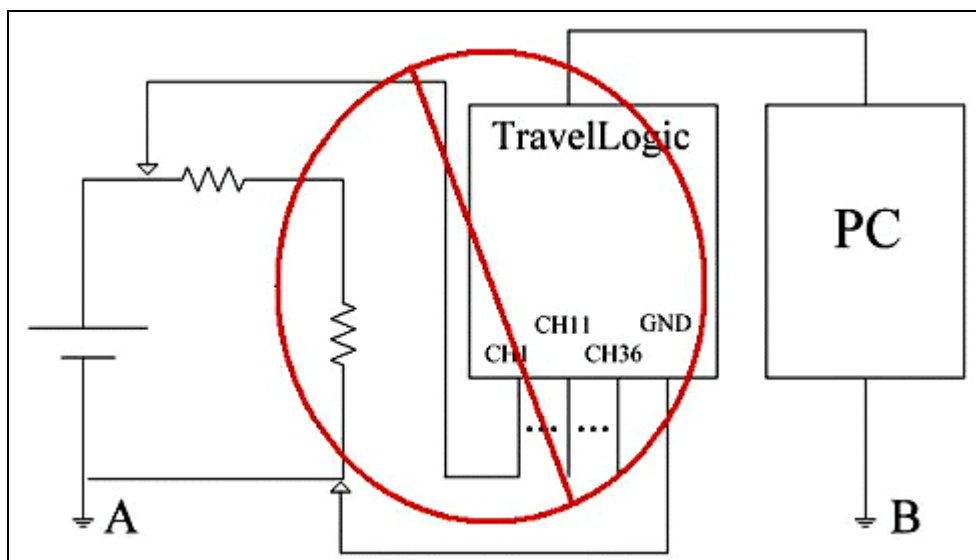 TravelLogic
PC
CH11
GND
CH1
CH36
... ...
A
B